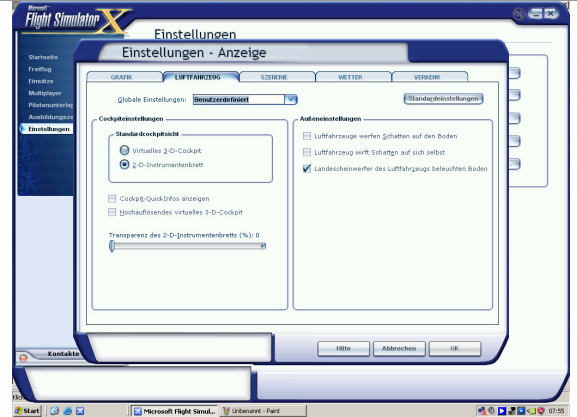 Microsoft
Flight Simulator X
Einstellungen
Einstellungen - Anzeige
Startseite
Freiflug
Einsätze
Multiplayer
Pilotenunterlag
Ausbildungsze
Einstellungen
Kontakte
GRAFIK
LUFTFAHRZEUG
SZENERIE
WETTER
VERKEHR
Globale Einstellungen: Benutzerdefiniert
Standardeinstellungen
Cockpiteinstellungen
Standardcockpitsicht
Virtuelles 3-D-Cockpit
2-D-Instrumentenbrett
Cockpit-QuickInfos anzeigen
Hochauflösendes virtuelles 3-D-Cockpit
Transparenz des 2-D-Instrumentenbretts (%): 0
Außeneinstellungen
Luftfahrzeuge werfen Schatten auf den Boden
Luftfahrzeug wirft Schatten auf sich selbst
Landescheinwerfer des Luftfahrzeugs beleuchten Boden
Hilfe
Abbrechen
OK
Start
Microsoft Flight Simul...
Unbenannt - Paint
07:55